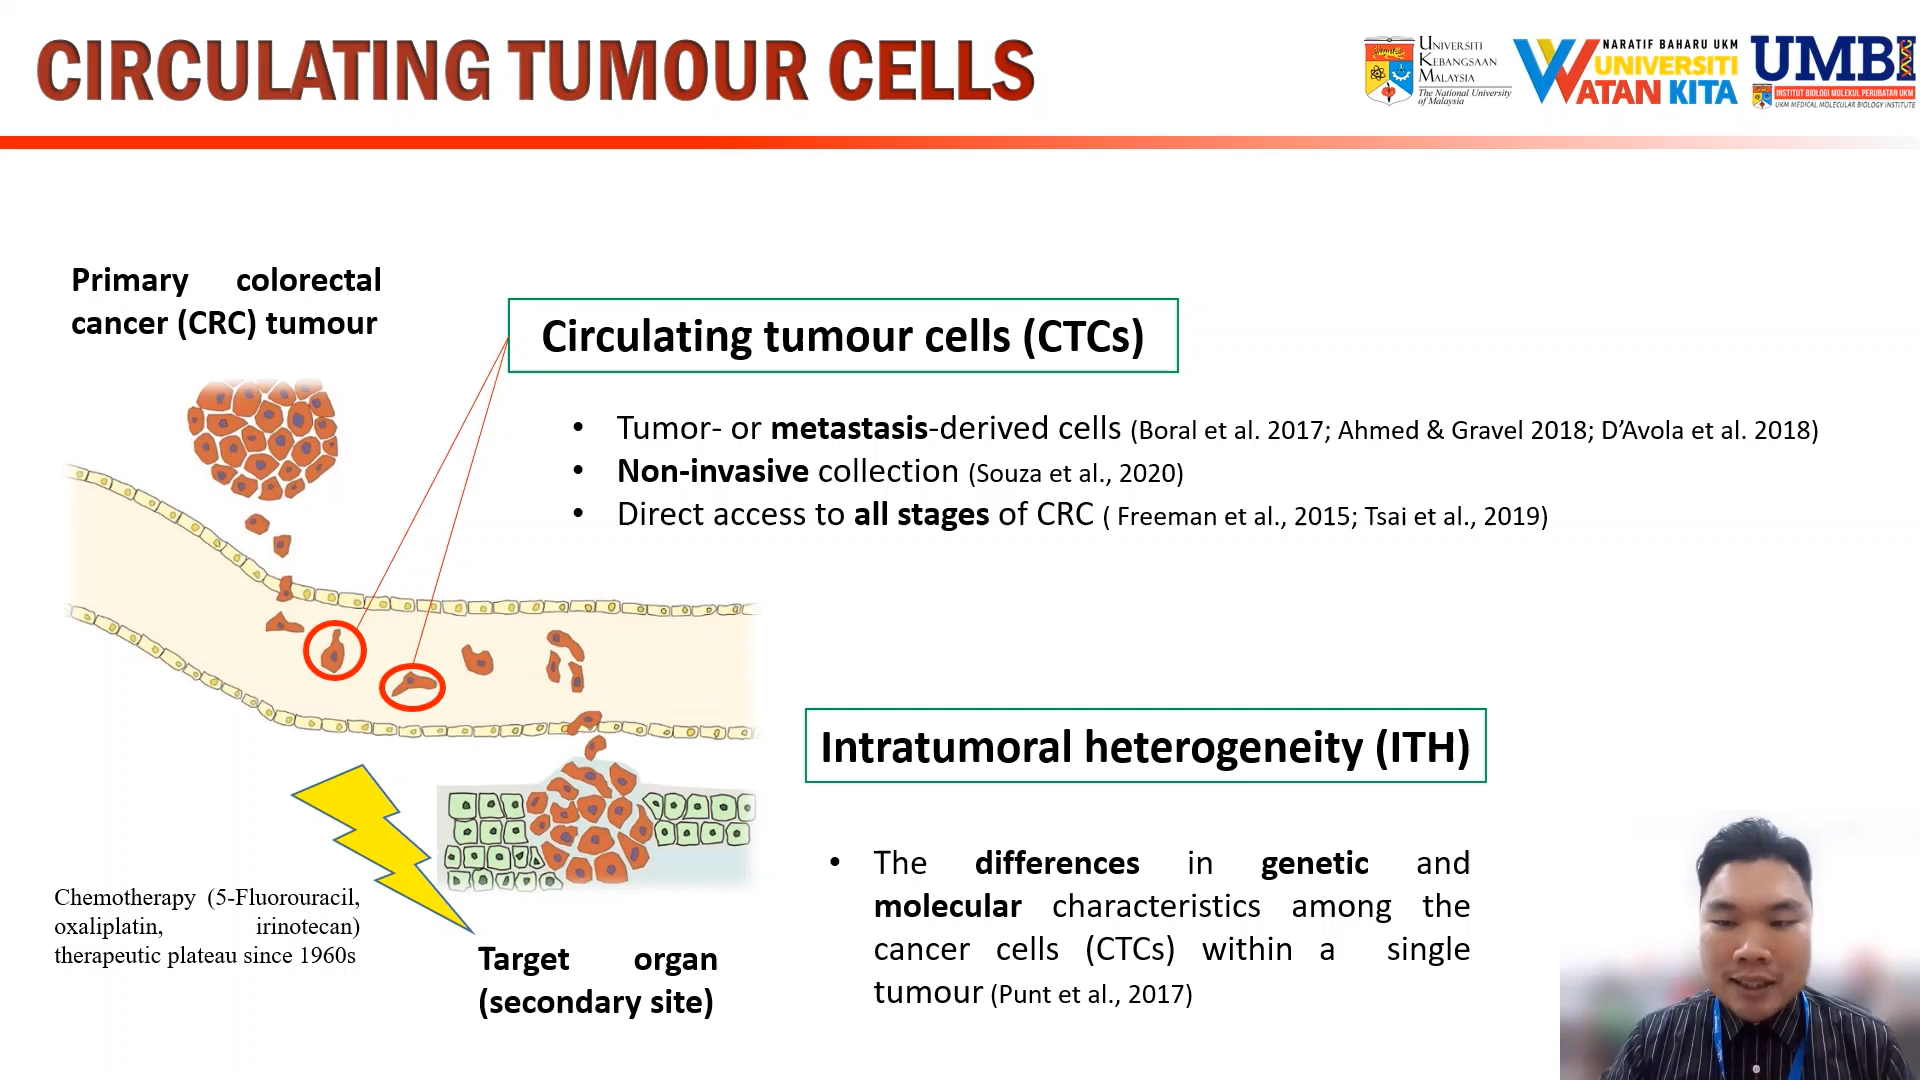 CIRCULATING TUMOUR CELLS
UNIVERSITI
KEBANGSAAN
MALAYSIA
The National University
of Malaysia
NARATIF BAHARU UKM
UNIVERSITI
WATAN KITA
UMBI
INSTITUT BIOLOGI MOLEKUL PERUBATAN UKM
UKM MEDICAL MOLECULAR BIOLOGY INSTITUTE
Primary colorectal
cancer (CRC) tumour
Circulating tumour cells (CTCs)
• Tumor- or metastasis-derived cells (Boral et al. 2017; Ahmed & Gravel 2018; D’Avola et al. 2018)
• Non-invasive collection (Souza et al., 2020)
• Direct access to all stages of CRC ( Freeman et al., 2015; Tsai et al., 2019)
Intratumoral heterogeneity (ITH)
• The differences in genetic and
molecular characteristics among the
cancer cells (CTCs) within a single
tumour (Punt et al., 2017)
Chemotherapy (5-Fluorouracil,
oxaliplatin, irinotecan)
therapeutic plateau since 1960s
Target organ
(secondary site)